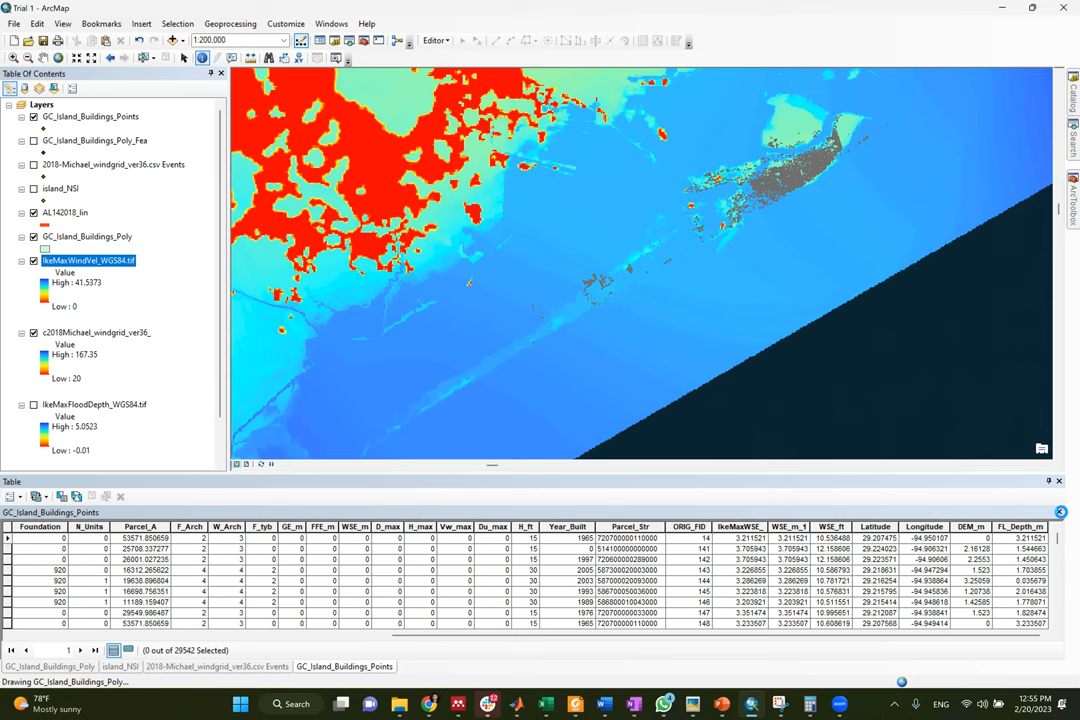 Trial 1 - ArcMap
File Edit View Bookmarks Insert Selection Geoprocessing Customize Windows Help
1:200,000 Editor
Table Of Contents
Layers
GC_Island_Buildings_Points
GC_Island_Buildings_Poly_Fea
2018-Michael_windgrid_ver36.csv Events
island_NSI
AL142018_lin
GC_Island_Buildings_Poly
IkeMaxWindVel_WGS84.tif
Value
High : 41.5373
Low : 0
c2018Michael_windgrid_ver36_
Value
High : 167.35
Low : 20
IkeMaxFloodDepth_WGS84.tif
Value
High : 5.0523
Low : -0.01
Catalog
Search
ArcToolbox
Table
GC_Island_Buildings_Points
Foundation N_Units Parcel_A F_Arch W_Arch F_typ GE_m FFE_m WSE_m D_max H_max Vw_max Du_max H_ft Year_Built Parcel_Str ORIG_FID IkeMaxWSE_ WSE_m_1 WSE_ft Latitude Longitude DEM_m FL_Depth_m
0 0 53571.850659 2 3 2 0 0 0 0 0 0 0 15 1965 720700000110000 14 3.211521 3.211521 10.536488 29.207475 -94.950107 0 3.211521
0 0 25708.337277 2 3 2 0 0 0 0 0 0 0 15 0 514100000000000 141 3.705943 3.705943 12.158606 29.224023 -94.906321 2.16128 1.544663
0 0 26001.027235 2 3 2 0 0 0 0 0 0 0 15 1997 720600000289000 142 3.705943 3.705943 12.158606 29.223651 -94.90606 2.2553 1.450643
920 0 16312.265622 4 4 2 0 0 0 0 0 0 0 30 2005 587300020003000 143 3.226855 3.226855 10.586792 29.218631 -94.947294 1.523 1.703855
920 1 19638.896804 4 4 2 0 0 0 0 0 0 0 30 2003 587000020093000 144 3.286269 3.286269 10.781721 29.216254 -94.938864 3.25059 0.035679
920 1 16698.756351 4 4 2 0 0 0 0 0 0 0 30 1993 586700050036000 145 3.223818 3.223818 10.576831 29.215197 -94.946148 1.20738 2.016438
920 1 11189.159407 4 4 2 0 0 0 0 0 0 0 30 1989 586800010043000 146 3.203921 3.203921 10.511551 29.215414 -94.948618 1.42585 1.778071
0 0 29549.986487 2 3 2 0 0 0 0 0 0 0 15 1976 720700000033000 147 3.351474 3.351474 10.995651 29.212087 -94.938841 1.523 1.828474
0 0 53571.850659 2 3 2 0 0 0 0 0 0 0 15 1965 720700000110000 148 3.233507 3.233507 10.608619 29.207568 -94.949414 0 3.233507
1 (0 out of 29542 Selected)
GC_Island_Buildings_Poly island_NSI 2018-Michael_windgrid_ver36.csv Events GC_Island_Buildings_Points
Drawing GC_Island_Buildings_Poly...
78°F
Mostly sunny
Search
12
4
zoom
ENG
12:55 PM
2/20/2023